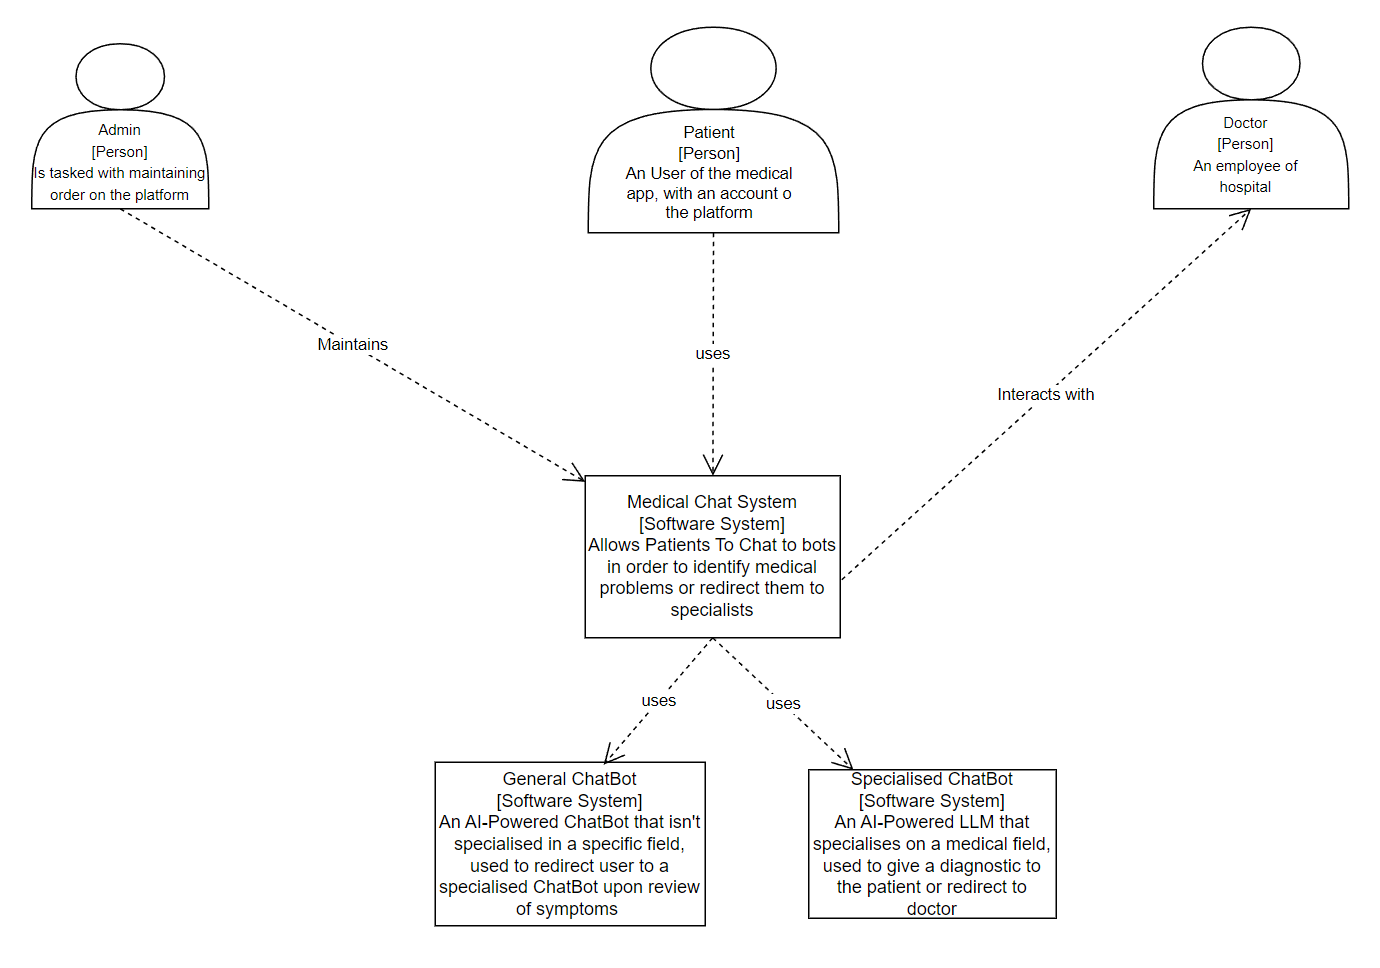 Admin
[Person]
Is tasked with maintaining
order on the platform
Patient
[Person]
An User of the medical
app, with an account o
the platform
Doctor
[Person]
An employee of
hospital
Maintains
uses
Interacts with
Medical Chat System
[Software System]
Allows Patients To Chat to bots
in order to identify medical
problems or redirect them to
specialists
uses
uses
General ChatBot
[Software System]
An AI-Powered ChatBot that isn't
specialised in a specific field,
used to redirect user to a
specialised ChatBot upon review
of symptoms
Specialised ChatBot
[Software System]
An AI-Powered LLM that
specialises on a medical field,
used to give a diagnostic to
the patient or redirect to
doctor